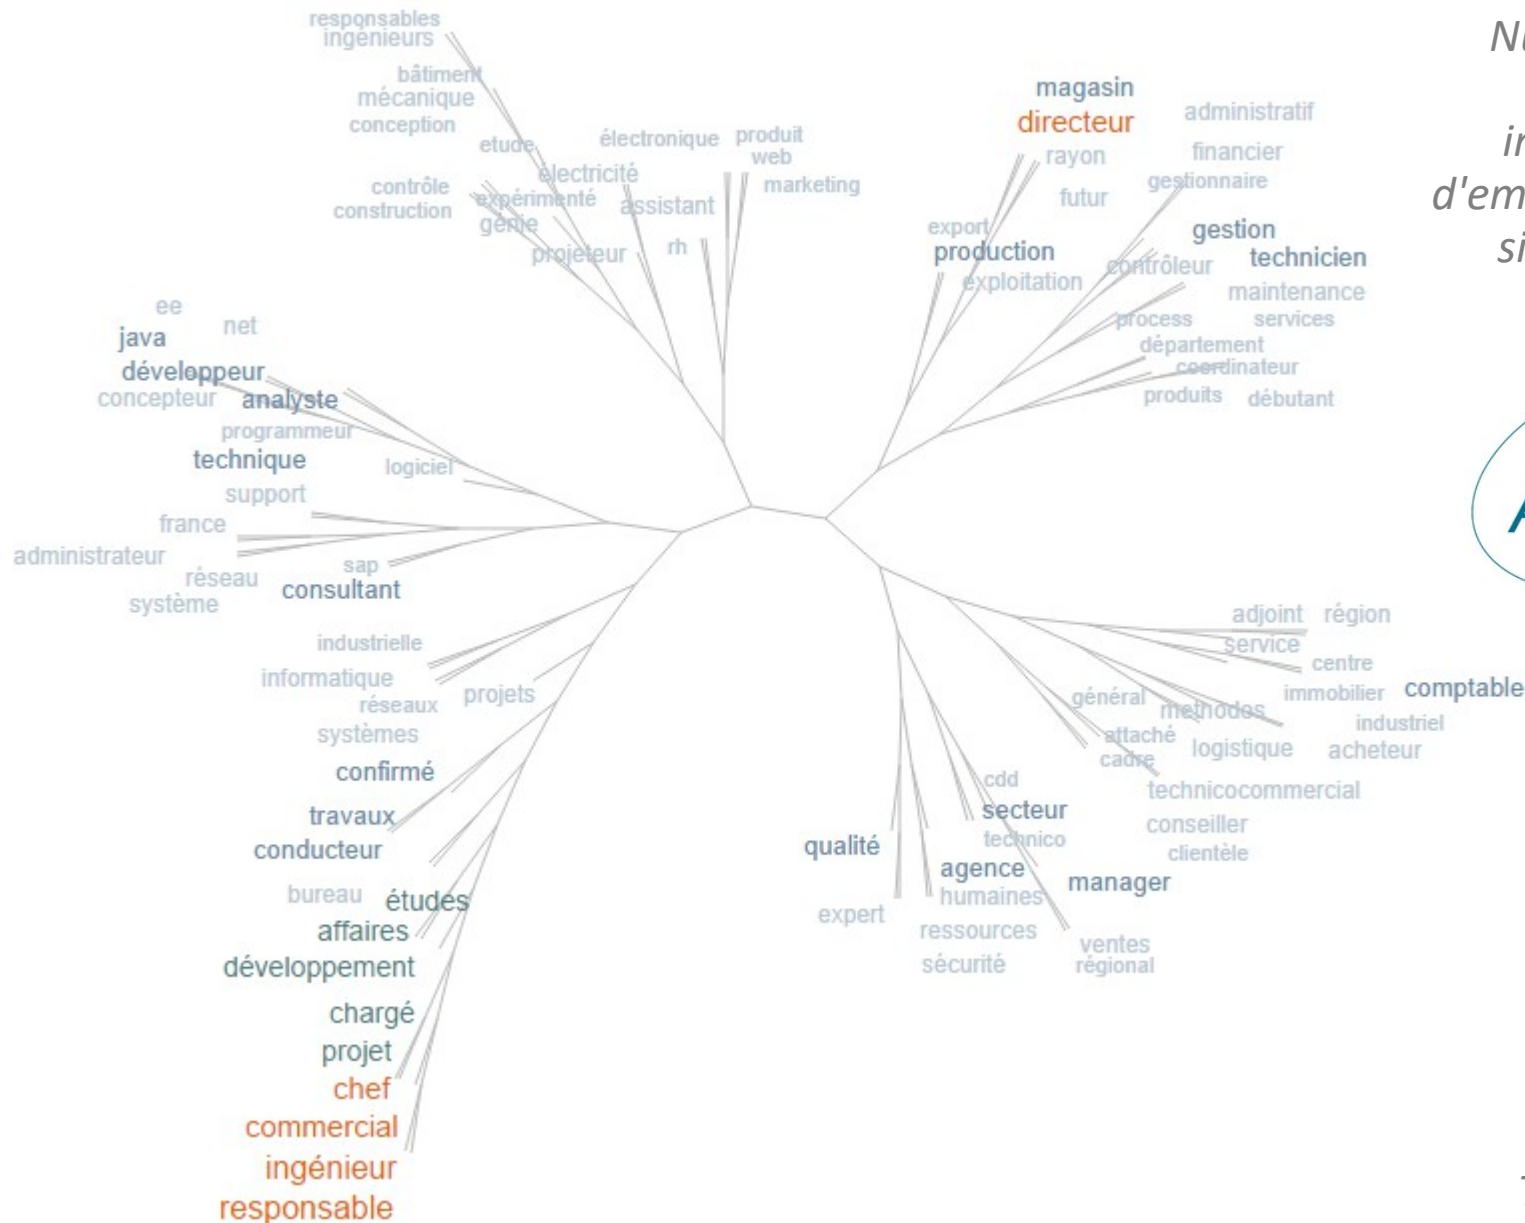 responsables
ingénieurs
bâtiment
mécanique
conception
etude
électricité
contrôle
expérimenté
construction
génie
projeteur
électronique
produit
web
marketing
assistant
rh
magasin
directeur
rayon
futur
administratif
financier
gestionnaire
export
production
exploitation
gestion
technicien
contrôleur
maintenance
process
services
département
coordinateur
produits
débutant
ee
net
java
développeur
concepteur
analyste
programmeur
technique
logiciel
support
france
administrateur
réseau
système
sap
consultant
industrielle
informatique
réseaux
projets
systèmes
confirmé
travaux
conducteur
bureau
études
affaires
développement
chargé
projet
chef
commercial
ingénieur
responsable
adjoint
région
service
centre
immobilier
comptable
général
méthodes
industriel
attaché
logistique
acheteur
cadre
technicocommercial
conseiller
clientèle
cdd
secteur
technico
qualité
agence
manager
humaines
expert
ressources
ventes
sécurité
régional
d'em